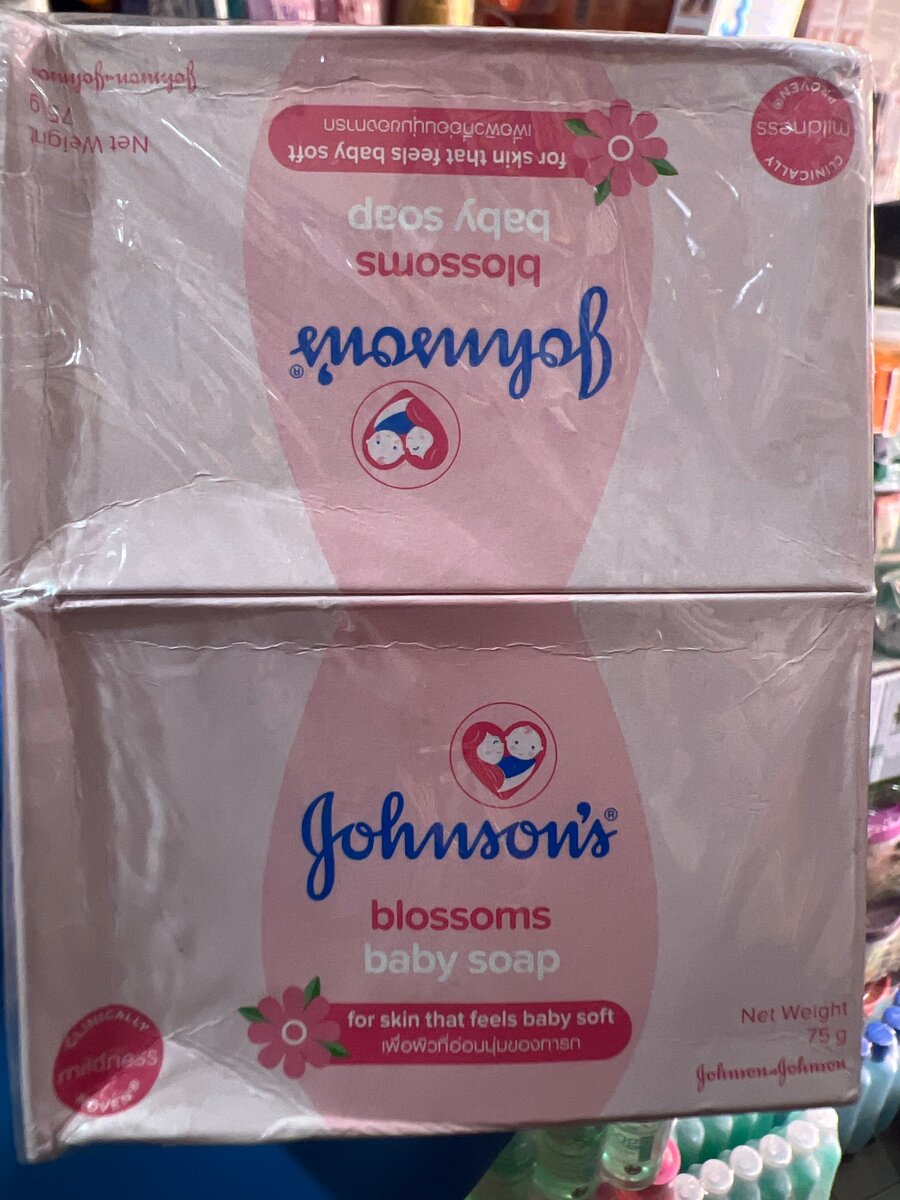 Johnson+Johnson
Net Weight
75 g
CLINICALLY
mildness
PROVEN®
for skin that feels baby soft
เพื่อผิวที่อ่อนนุ่มของทารก
baby soap
blossoms
Johnson's®
Johnson's®
blossoms
baby soap
for skin that feels baby soft
เพื่อผิวที่อ่อนนุ่มของทารก
CLINICALLY
mildness
PROVEN®
Net Weight
75 g
Johnson+Johnson